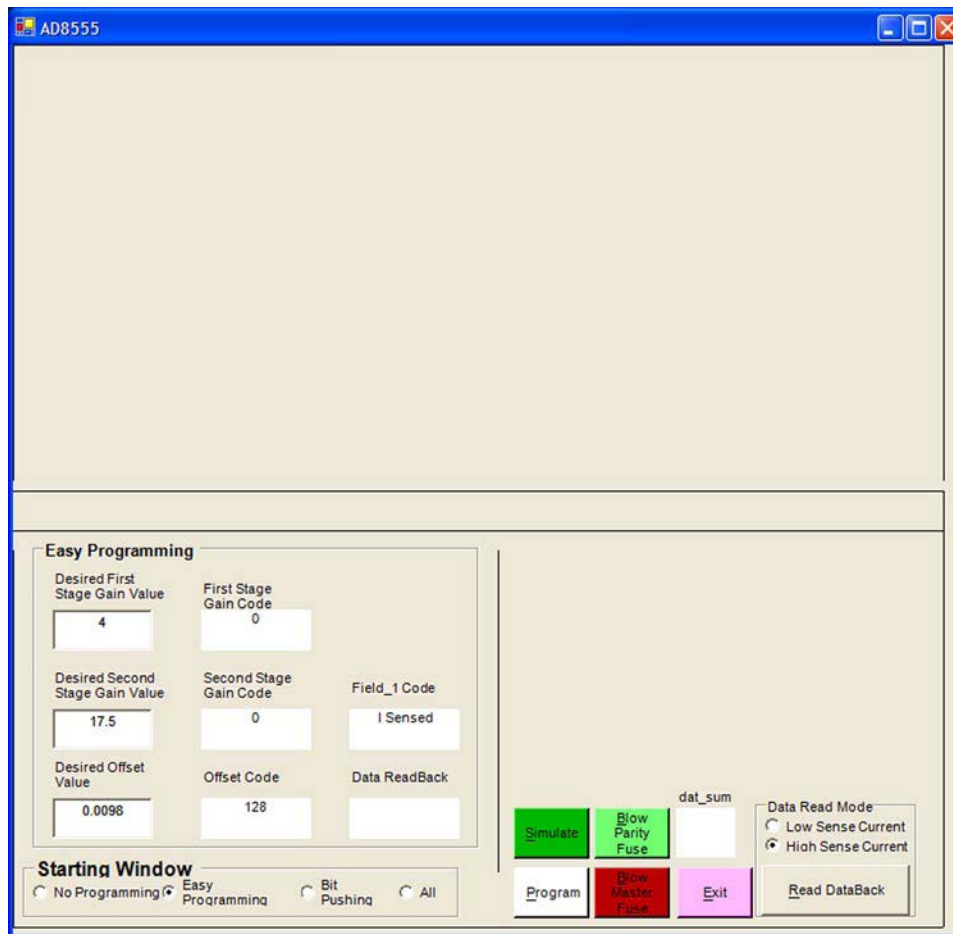 AD8555
Easy Programming
Desired First
Stage Gain Value
First Stage
Gain Code
4
0
Desired Second
Stage Gain Value
Second Stage
Gain Code
Field_1 Code
17.5
0
I Sensed
Desired Offset
Value
Offset Code
Data ReadBack
0.0098
128
dat_sum
Simulate
Blow
Parity
Fuse
Data Read Mode
Low Sense Current
High Sense Current
Starting Window
No Programming
Easy
Programming
Bit
Pushing
All
Program
Blow
Master
Fuse
Exit
Read DataBack